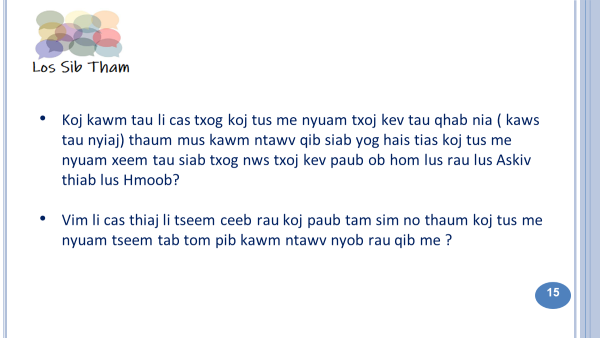 Los Sib Tham
• Koj kawm tau li cas txog koj tus me nyuam txoj kev tau qhab nia ( kaws
tau nyiaj) thaum mus kawm ntawv qib siab yog hais tias koj tus me
nyuam xeem tau siab txog nws txoj kev paub ob hom lus rau lus Askiv
thiab lus Hmoob?
• Vim li cas thiaj li tseem ceeb rau koj paub tam sim no thaum koj tus me
nyuam tseem tab tom pib kawm ntawv nyob rau qib me ?
15